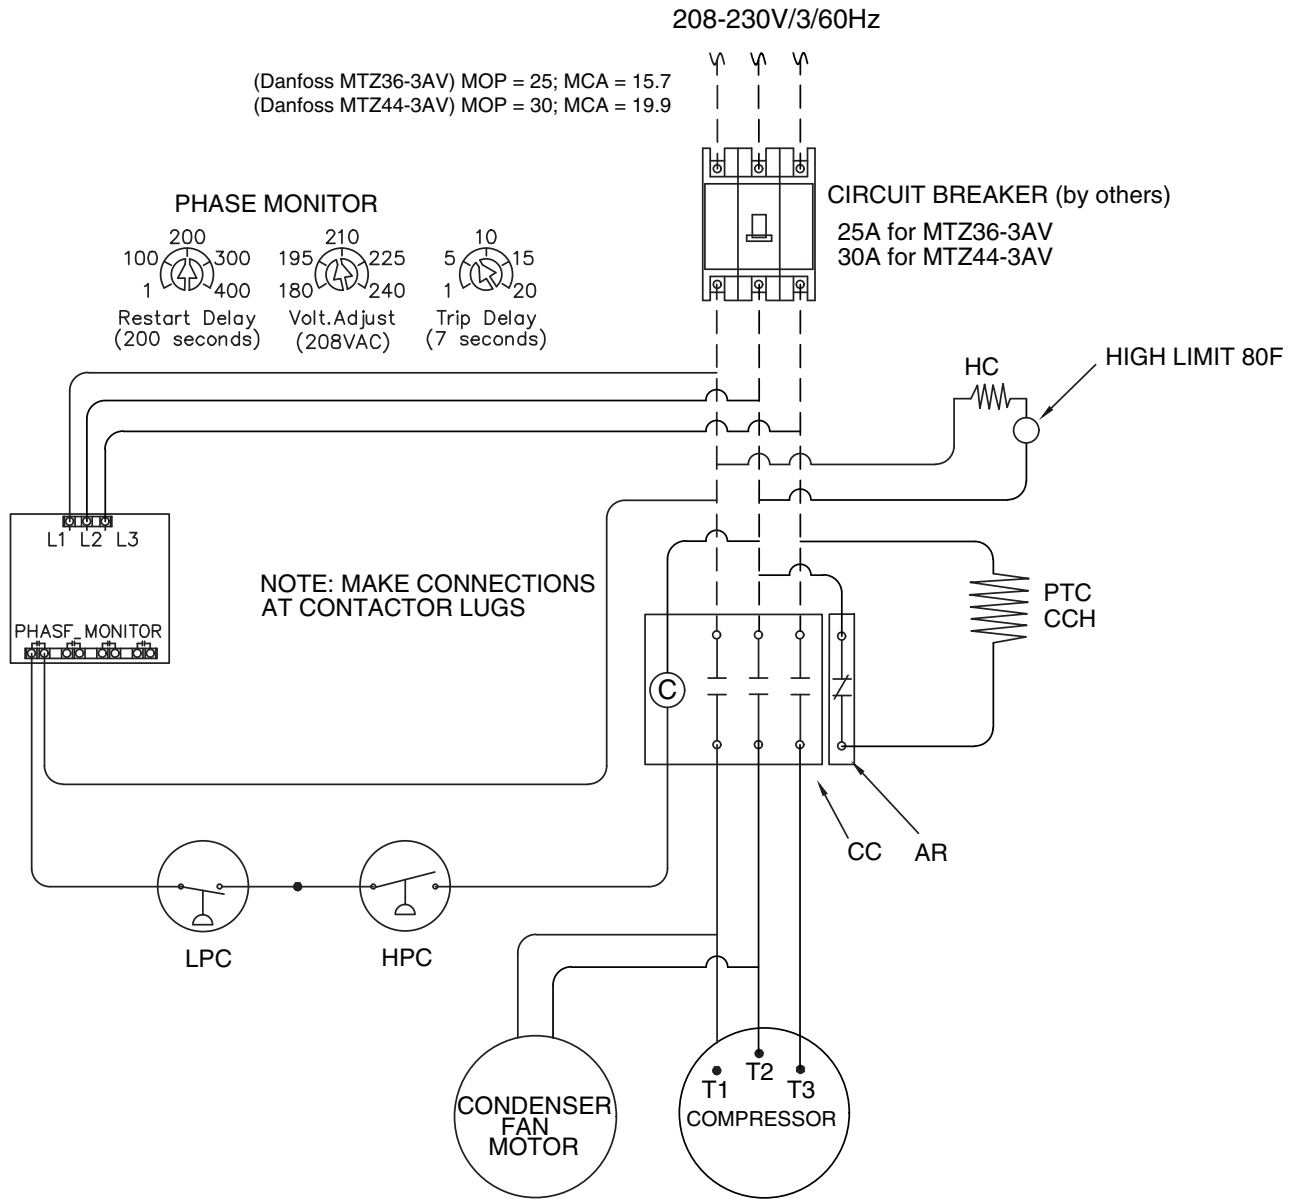 208-230V/3/60Hz
(Danfoss MTZ36-3AV) MOP = 25; MCA = 15.7
(Danfoss MTZ44-3AV) MOP = 30; MCA = 19.9
CIRCUIT BREAKER (by others)
25A for MTZ36-3AV
30A for MTZ44-3AV
PHASE MONITOR
200
100 300
1 400
Restart Delay
(200 seconds)
210
195 225
180 240
Volt.Adjust
(208VAC)
10
5 15
1 20
Trip Delay
(7 seconds)
HC
HIGH LIMIT 80F
L1 L2 L3
PHASF_MONITOR
NOTE: MAKE CONNECTIONS
AT CONTACTOR LUGS
PTC
CCH
C
CC
AR
LPC
HPC
CONDENSER
FAN
MOTOR
T1 T2 T3
COMPRESSOR